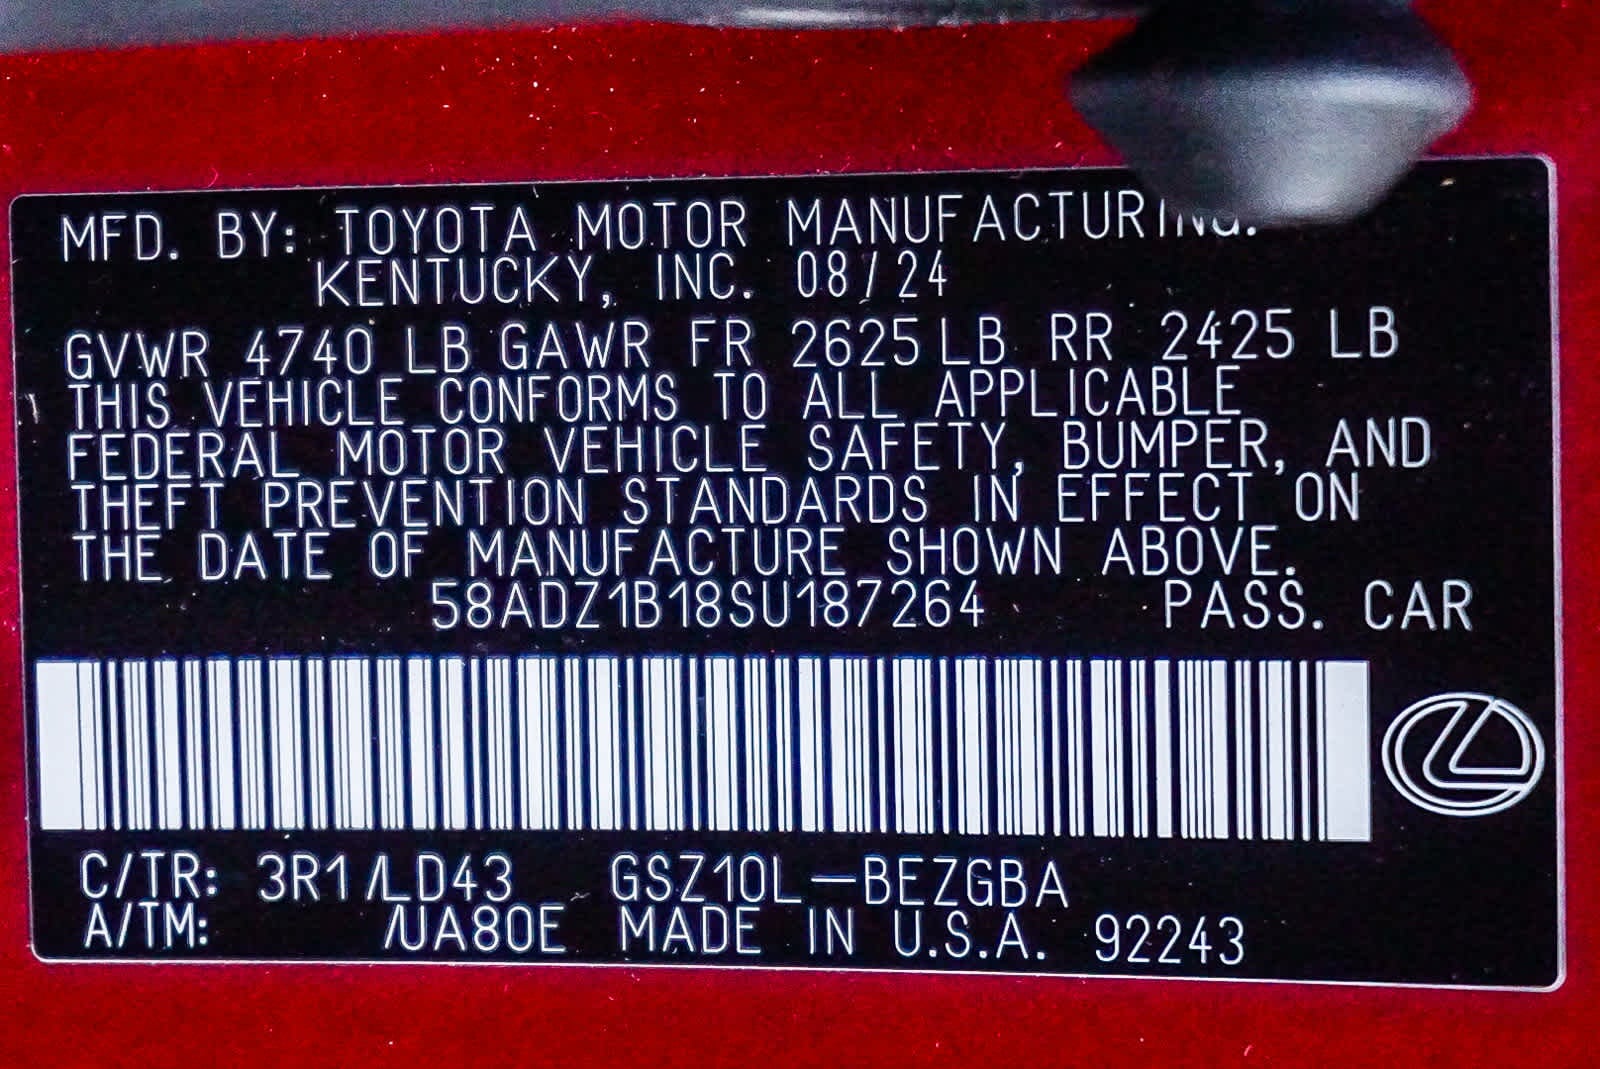 MFD. BY: TOYOTA MOTOR MANUFACTURING.
KENTUCKY, INC. 08/24
GVWR 4740 LB GAWR FR 2625 LB RR 2425 LB
THIS VEHICLE CONFORMS TO ALL APPLICABLE
FEDERAL MOTOR VEHICLE SAFETY, BUMPER, AND
THEFT PREVENTION STANDARDS IN EFFECT ON
THE DATE OF MANUFACTURE SHOWN ABOVE.
58ADZ1B18SU187264 PASS. CAR
C/TR: 3R1/LD43 GSZ10L-BEZGBA
A/TM: /UA80E MADE IN U.S.A. 92243